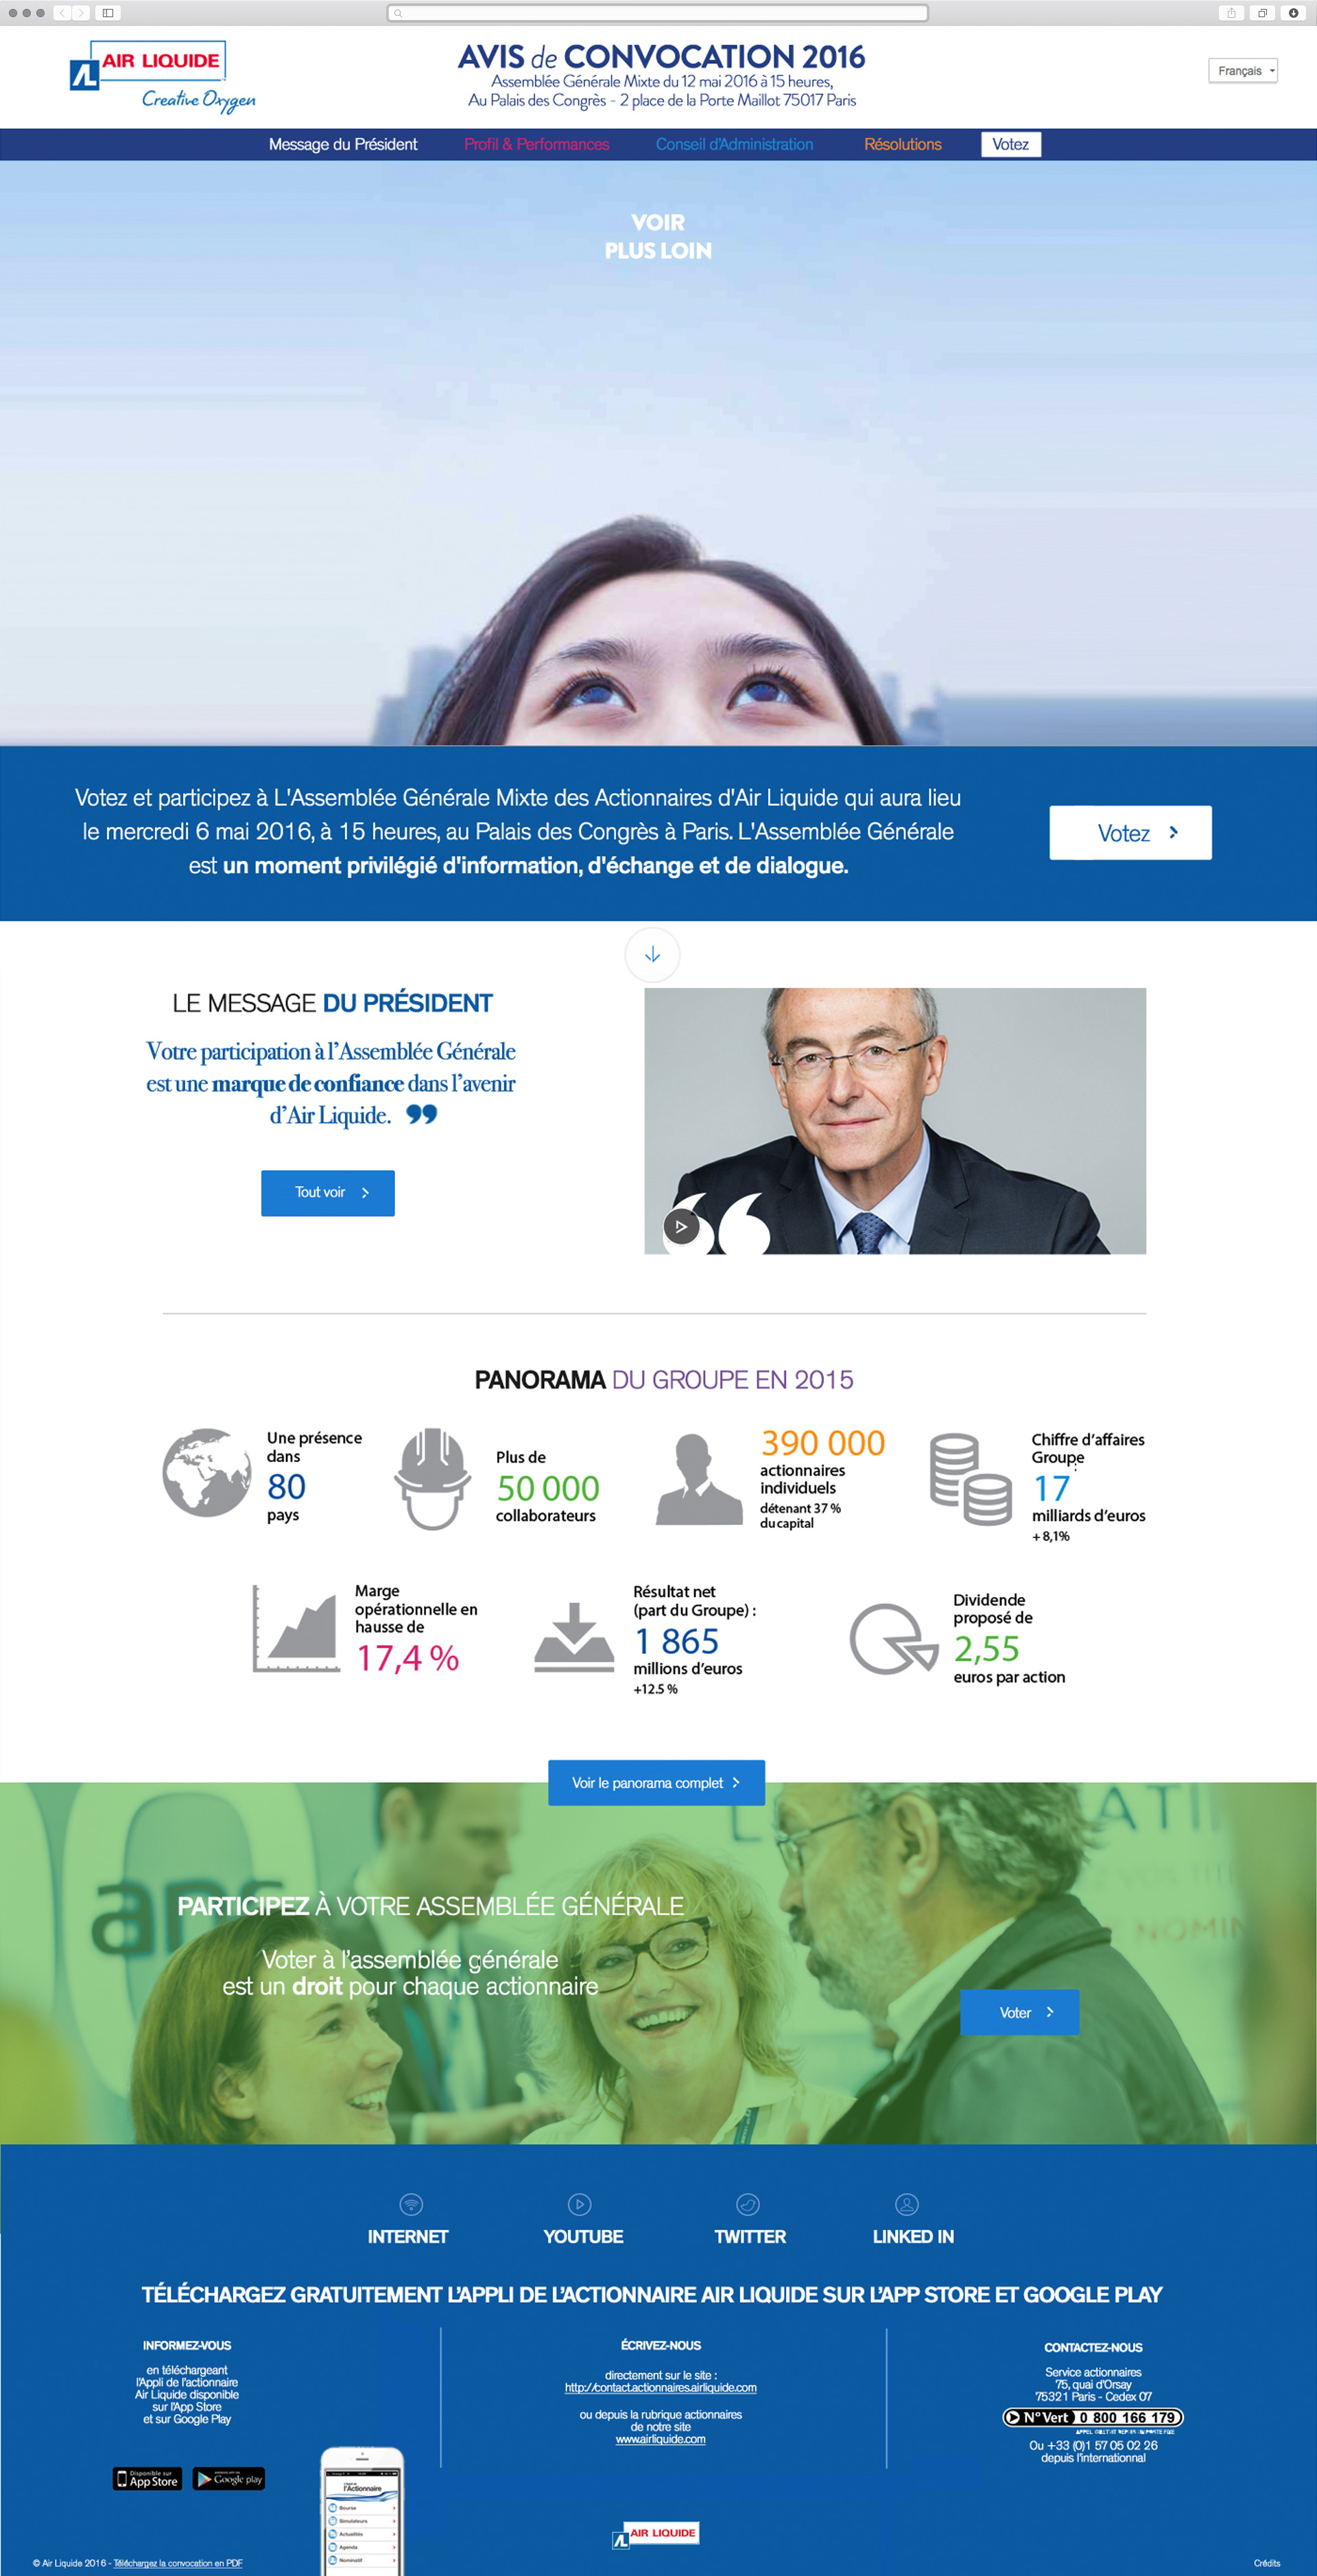 AIR LIQUIDE
Creative Oxygen
AVIS de CONVOCATION 2016
Assemblée Générale Mixte du 12 mai 2016 à 15 heures,
Au Palais des Congrès - 2 place de la Porte Maillot 75017 Paris
Français
Message du Président
Profil & Performances
Conseil d'Administration
Résolutions
Votez
VOIR
PLUS LOIN
Votez et participez à L'Assemblée Générale Mixte des Actionnaires d'Air Liquide qui aura lieu
le mercredi 6 mai 2016, à 15 heures, au Palais des Congrès à Paris. L'Assemblée Générale
est un moment privilégié d'information, d'échange et de dialogue.
Votez
LE MESSAGE DU PRÉSIDENT
Votre participation à l'Assemblée Générale
est une marque de confiance dans l'avenir
d'Air Liquide. ”
Tout voir
“
PANORAMA DU GROUPE EN 2015
Une présence
dans
80
pays
Plus de
50 000
collaborateurs
390 000
actionnaires
individuels
détenant 37 %
du capital
Chiffre d'affaires
Groupe
:
17
milliards d'euros
+ 8,1%
Marge
opérationnelle en
hausse de
17,4 %
Résultat net
(part du Groupe) :
1 865
millions d'euros
+12.5 %
Dividende
proposé de
2,55
euros par action
Voir le panorama complet
ATI
NOMIN
PARTICIPEZ À VOTRE ASSEMBLÉE GÉNÉRALE
Voter à l'assemblée générale
est un droit pour chaque actionnaire
Voter
INTERNET
YOUTUBE
TWITTER
LINKED IN
TÉLÉCHARGEZ GRATUITEMENT L'APPLI DE L'ACTIONNAIRE AIR LIQUIDE SUR L'APP STORE ET GOOGLE PLAY
INFORMEZ-VOUS
en téléchargeant
l'Appli de l'actionnaire
Air Liquide disponible
sur l'App Store
et sur Google Play
Disponible sur
App Store
Google play
l'Actionnaire
Bourse
Simulateurs
Actualités
Agenda
Nominatif
ÉCRIVEZ-NOUS
directement sur le site :
http://contact.actionnaires.airliquide.com
ou depuis la rubrique actionnaires
de notre site
www.airliquide.com
AIR LIQUIDE
CONTACTEZ-NOUS
Service actionnaires
75, quai d'Orsay
75321 Paris - Cedex 07
N° Vert 0 800 166 179
Ou +33 (0)1 57 05 02 26
depuis l'internationnal
© Air Liquide 2016 - Téléchargez la convocation en PDF
Crédits